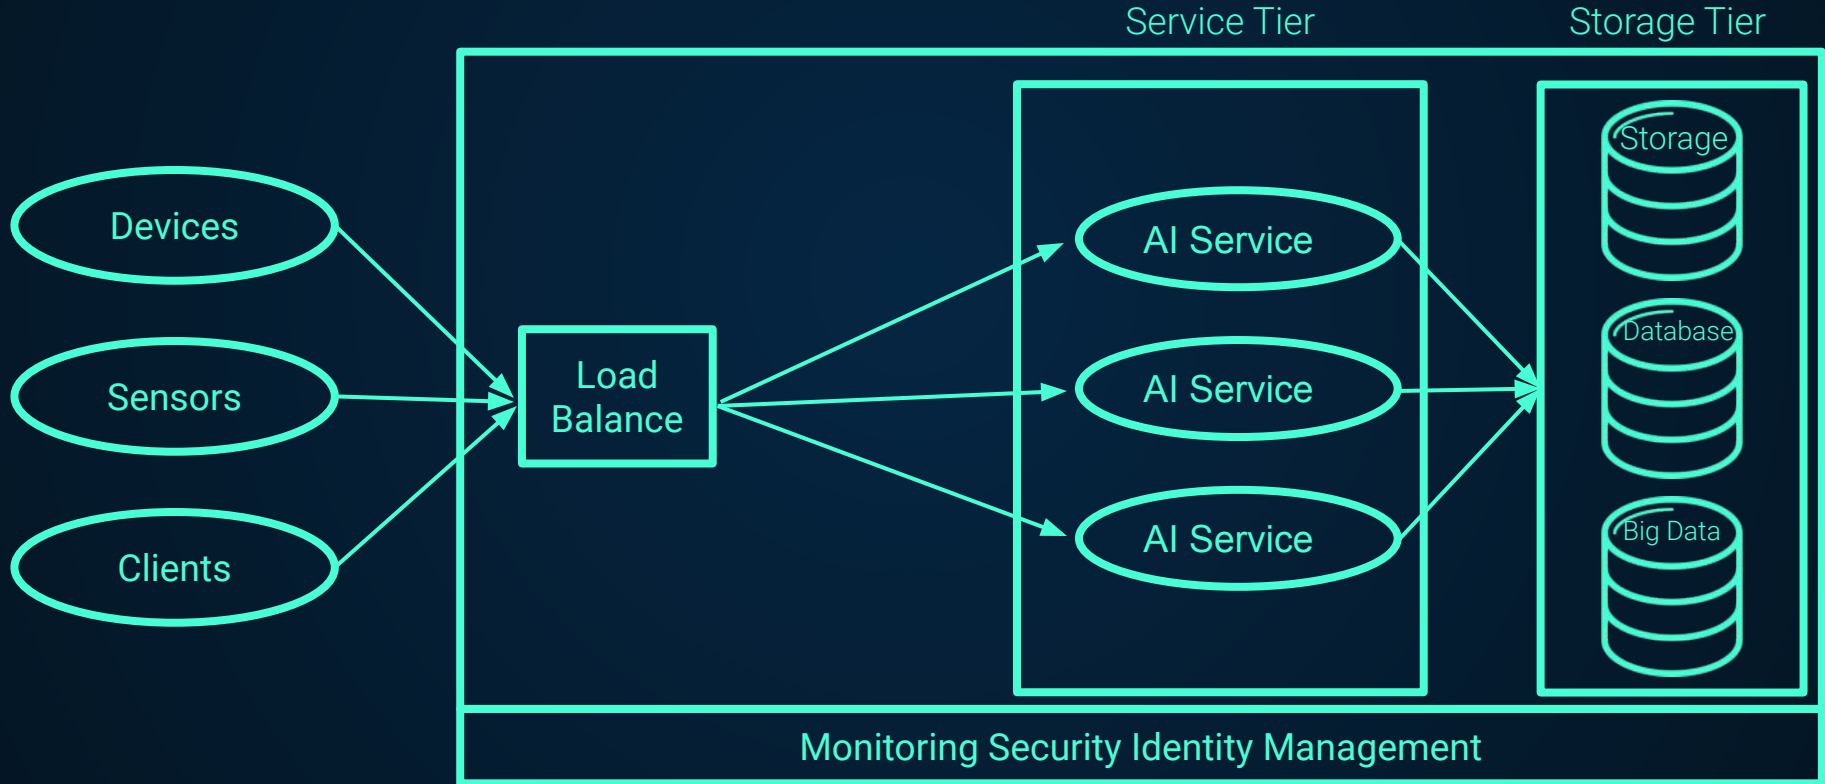 Service Tier
Storage Tier
Devices
Sensors
Clients
Load
Balance
AI Service
AI Service
AI Service
Storage
Database
Big Data
Monitoring Security Identity Management